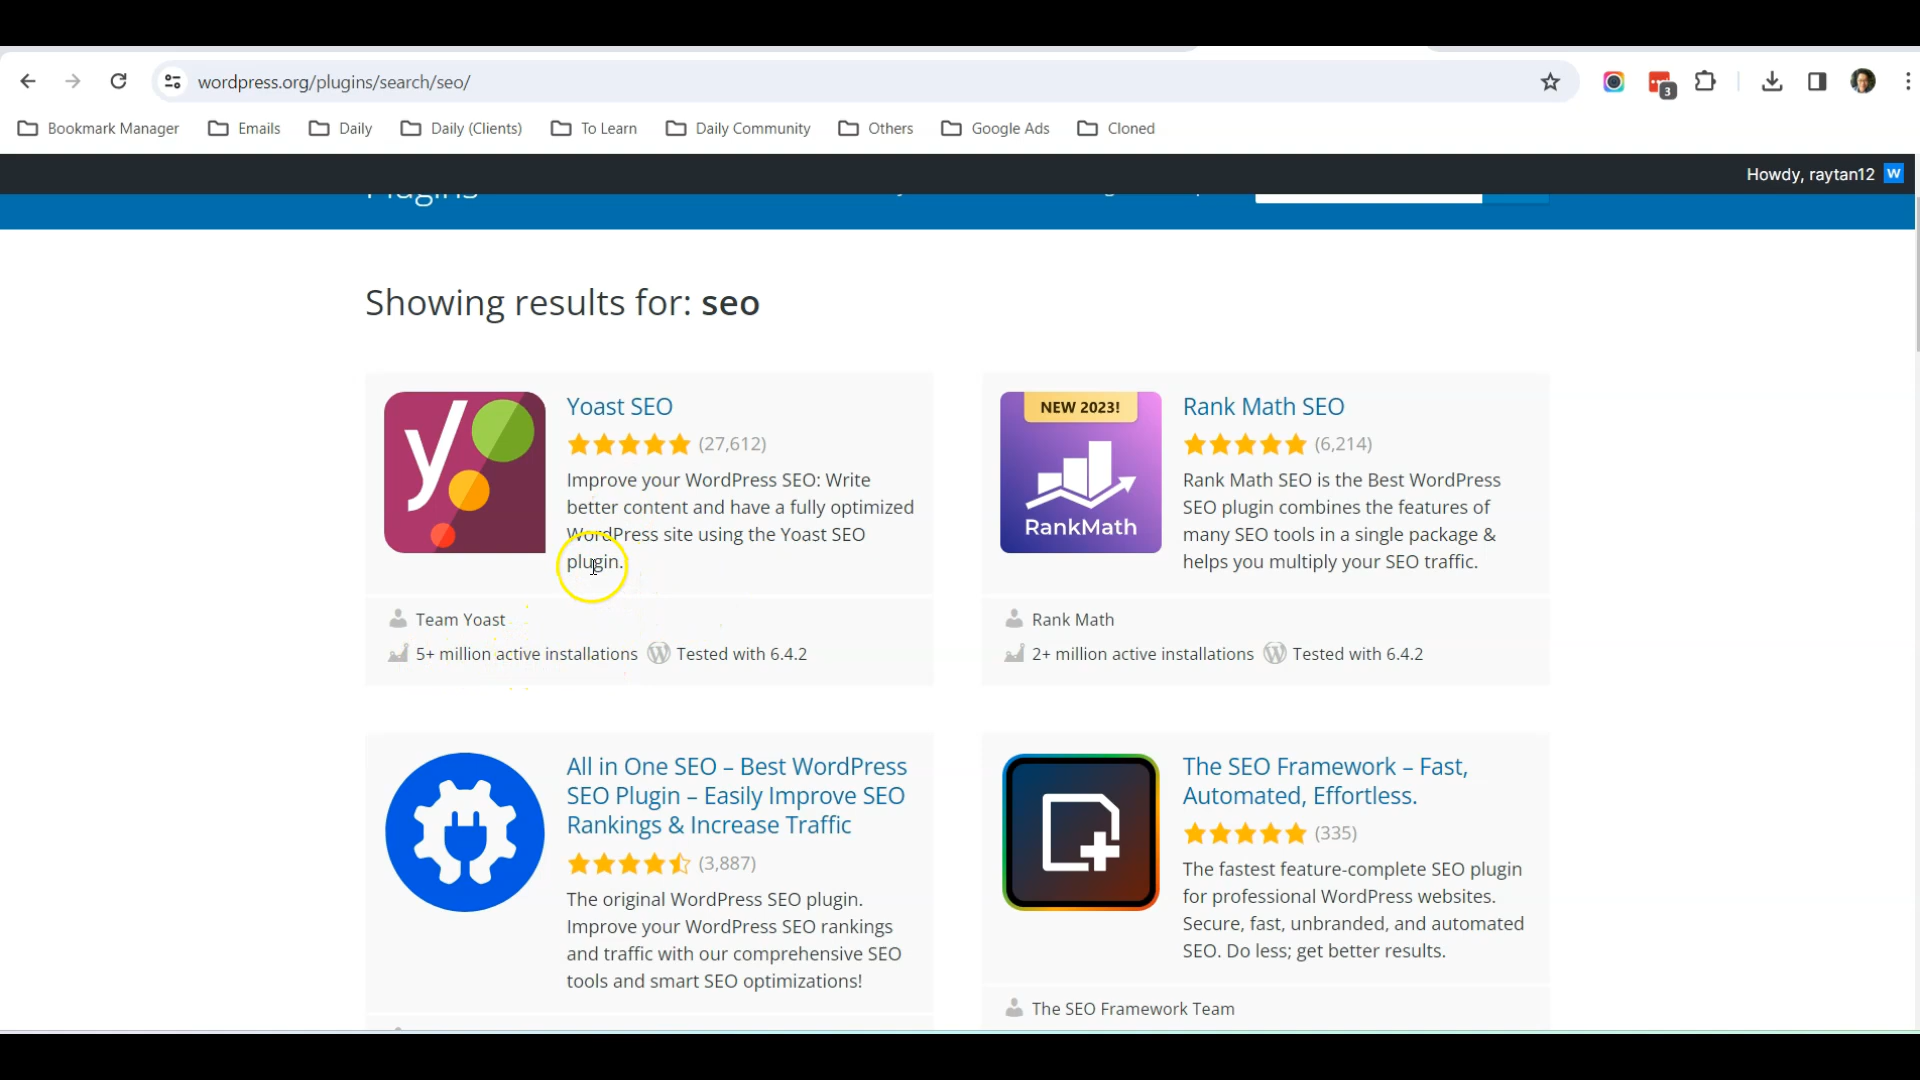 wordpress.org/plugins/search/seo/
3
Bookmark Manager
Emails
Daily
Daily (Clients)
To Learn
Daily Community
Others
Google Ads
Cloned
Howdy, raytan12
Plugins
Showing results for: seo
y
Yoast SEO
(27,612)
Improve your WordPress SEO: Write
better content and have a fully optimized
WordPress site using the Yoast SEO
plugin.
Team Yoast
5+ million active installations
Tested with 6.4.2
NEW 2023!
RankMath
Rank Math SEO
(6,214)
Rank Math SEO is the Best WordPress
SEO plugin combines the features of
many SEO tools in a single package &
helps you multiply your SEO traffic.
Rank Math
2+ million active installations
Tested with 6.4.2
All in One SEO – Best WordPress
SEO Plugin – Easily Improve SEO
Rankings & Increase Traffic
(3,887)
The original WordPress SEO plugin.
Improve your WordPress SEO rankings
and traffic with our comprehensive SEO
tools and smart SEO optimizations!
The SEO Framework – Fast,
Automated, Effortless.
(335)
The fastest feature-complete SEO plugin
for professional WordPress websites.
Secure, fast, unbranded, and automated
SEO. Do less; get better results.
The SEO Framework Team